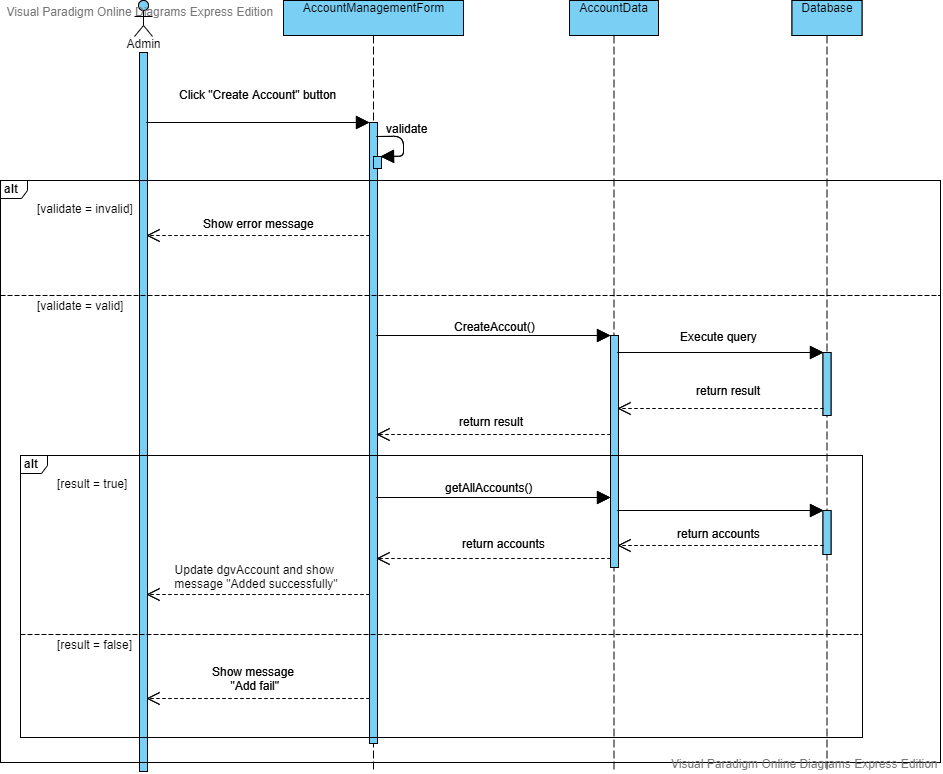 Visual Paradigm Online Diagrams Express Edition
Admin
AccountManagementForm
AccountData
Database
Click "Create Account" button
validate
alt
[validate = invalid]
Show error message
[validate = valid]
CreateAccout()
Execute query
return result
return result
alt
[result = true]
getAllAccounts()
return accounts
return accounts
Update dgvAccount and show
message "Added successfully"
[result = false]
Show message
"Add fail"
Visual Paradigm Online Diagrams Express Edition